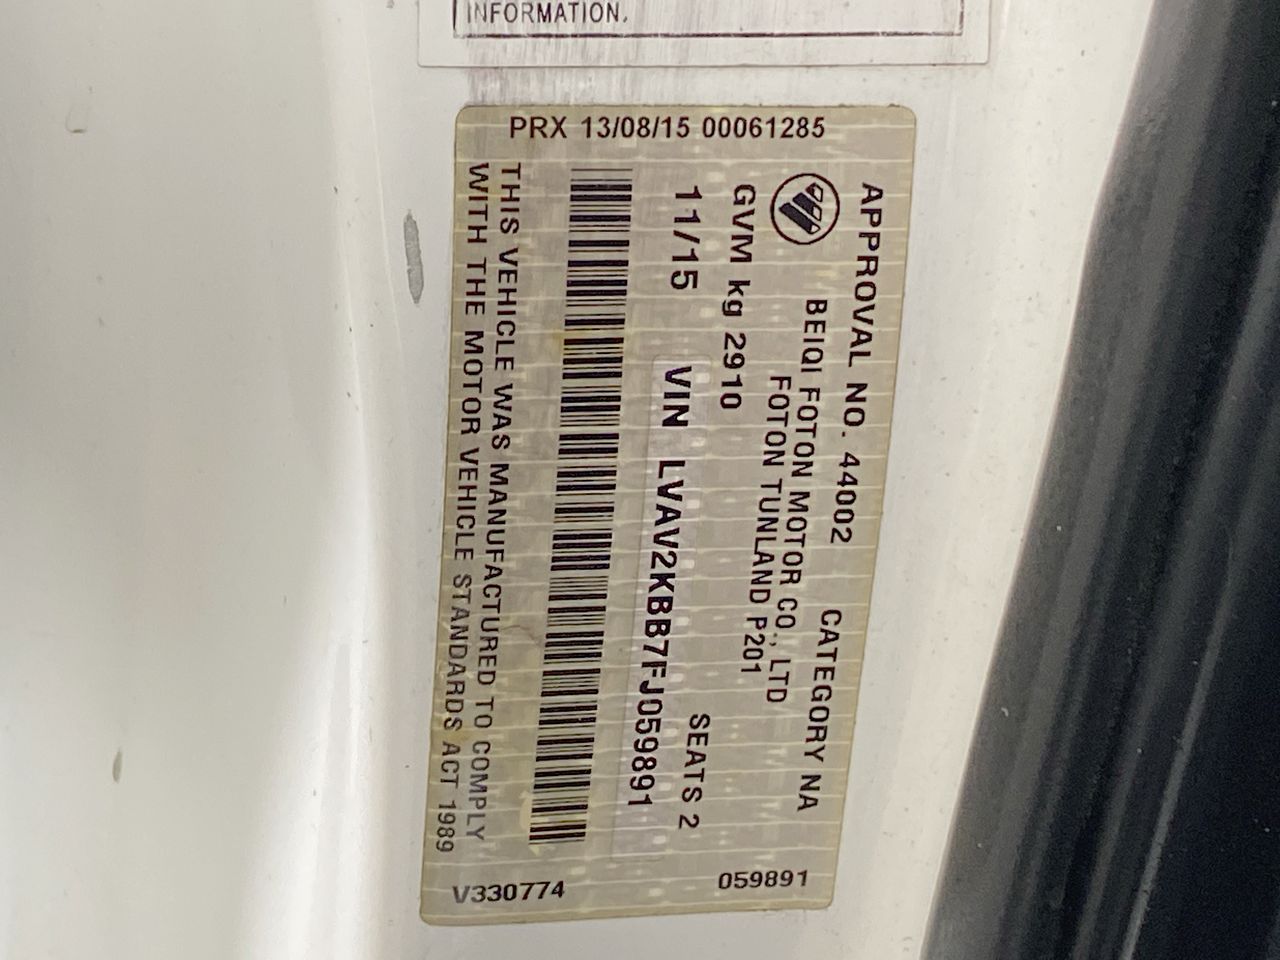 INFORMATION.
PRX 13/08/15 00061285
APPROVAL NO. 44002 CATEGORY NA
BEIQI FOTON MOTOR CO., LTD
FOTON TUNLAND P201
GVM kg 2910
11/15 SEATS 2
VIN LVAV2KBB7FJ059891
THIS VEHICLE WAS MANUFACTURED TO COMPLY
WITH THE MOTOR VEHICLE STANDARDS ACT 1989
V330774
059891